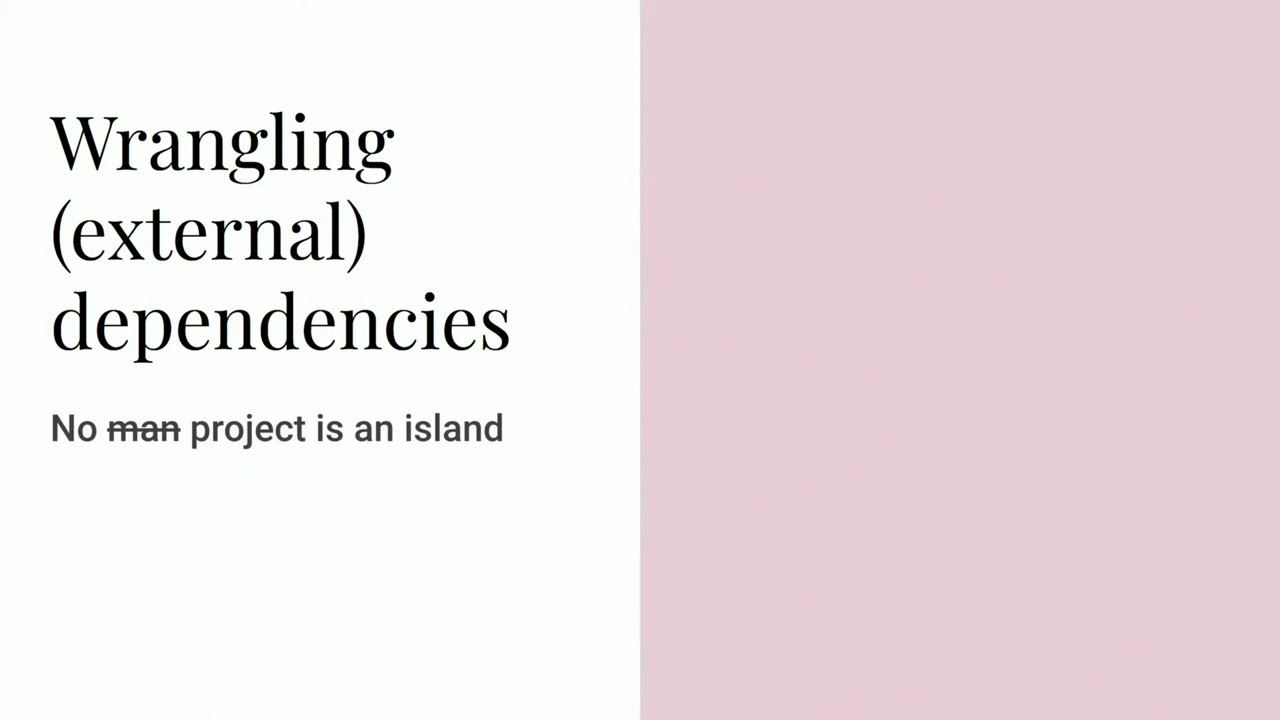 Wrangling
(external)
dependencies
No man project is an island